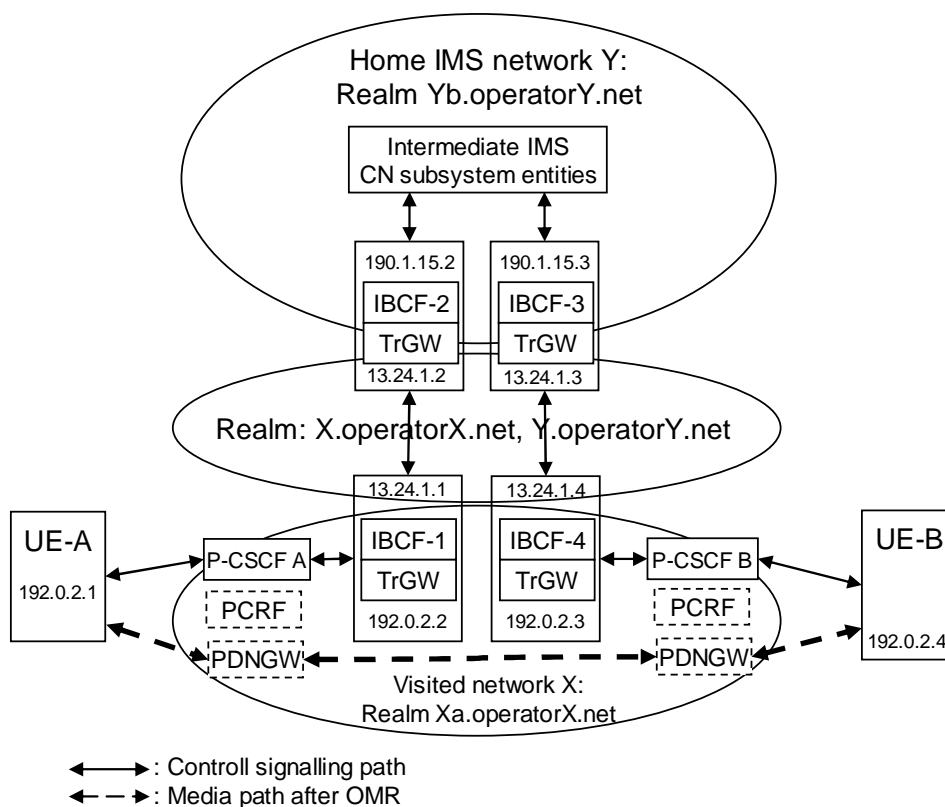 Home IMS network Y:
Realm Yb.operatorY.net
Intermediate IMS
CN subsystem entities
190.1.15.2
190.1.15.3
IBCF-2
IBCF-3
TrGW
TrGW
13.24.1.2
13.24.1.3
Realm: X.operatorX.net, Y.operatorY.net
13.24.1.1
13.24.1.4
UE-A
192.0.2.1
P-CSCF A
IBCF-1
IBCF-4
P-CSCF B
UE-B
192.0.2.4
TrGW
TrGW
PCRF
PCRF
192.0.2.2
192.0.2.3
PDNGW
PDNGW
Visited network X:
Realm Xa.operatorX.net
: Controll signalling path
: Media path after OMR